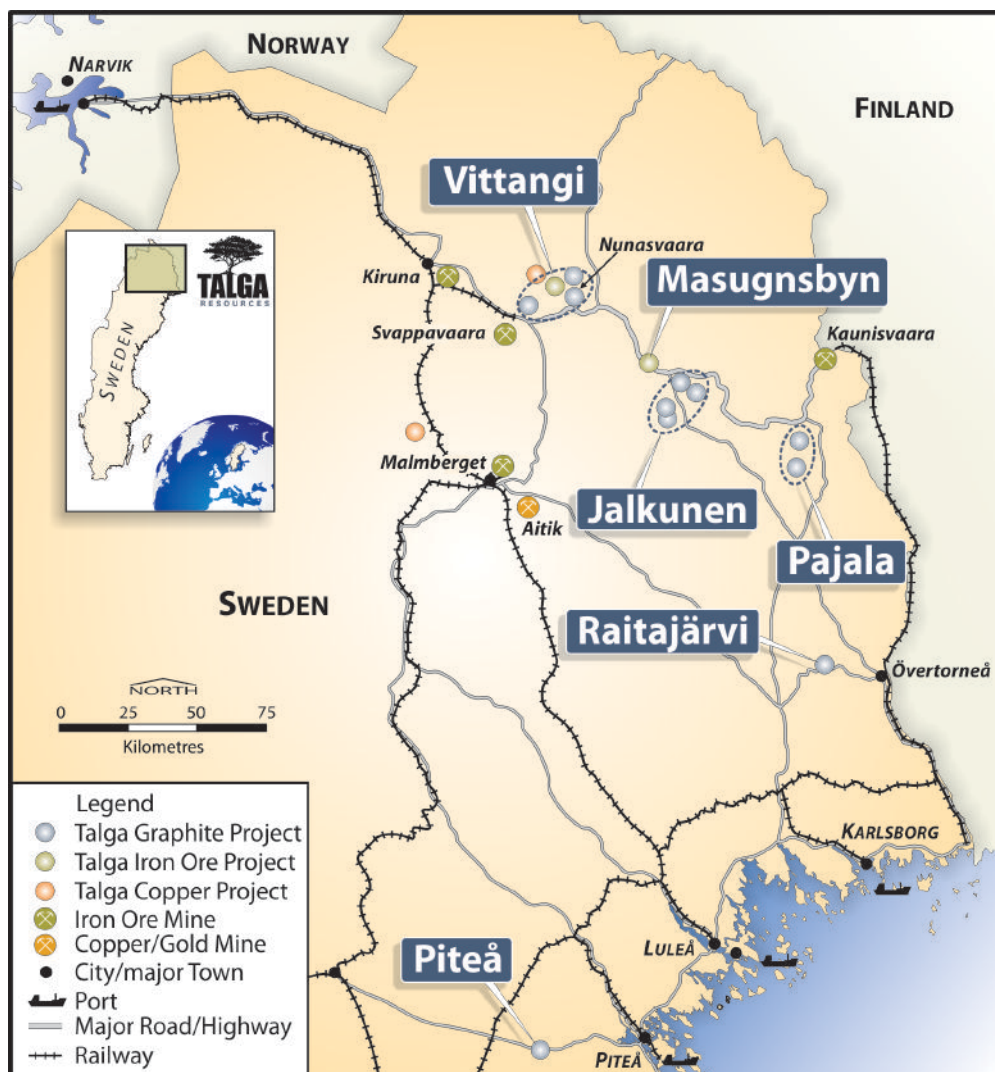 NORWAY
NARVIK
FINLAND
Vittangi
Nunasvaara
Masugnsbyn
TALGA
RESOURCES
Kiruna
SWEDEN
Svappavaara
Kaunisvaara
Malmberget
Aitik
Jalkunen
Pajala
SWEDEN
Raitajärvi
Övertorneå
NORTH
0 25 50 75
Kilometres
Legend
Talga Graphite Project
Talga Iron Ore Project
Talga Copper Project
Iron Ore Mine
Copper/Gold Mine
City/major Town
Port
Major Road/Highway
Railway
KARLSBORG
LULEÅ
Piteå
PITEÅ